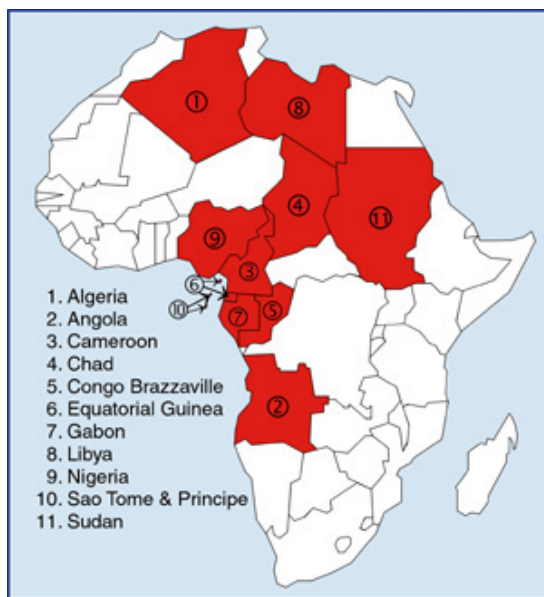 ①
⑧
④
⑪
⑨
③
⑥
⑩
⑦
⑤
②
1. Algeria
2. Angola
3. Cameroon
4. Chad
5. Congo Brazzaville
6. Equatorial Guinea
7. Gabon
8. Libya
9. Nigeria
10. Sao Tome & Principe
11. Sudan